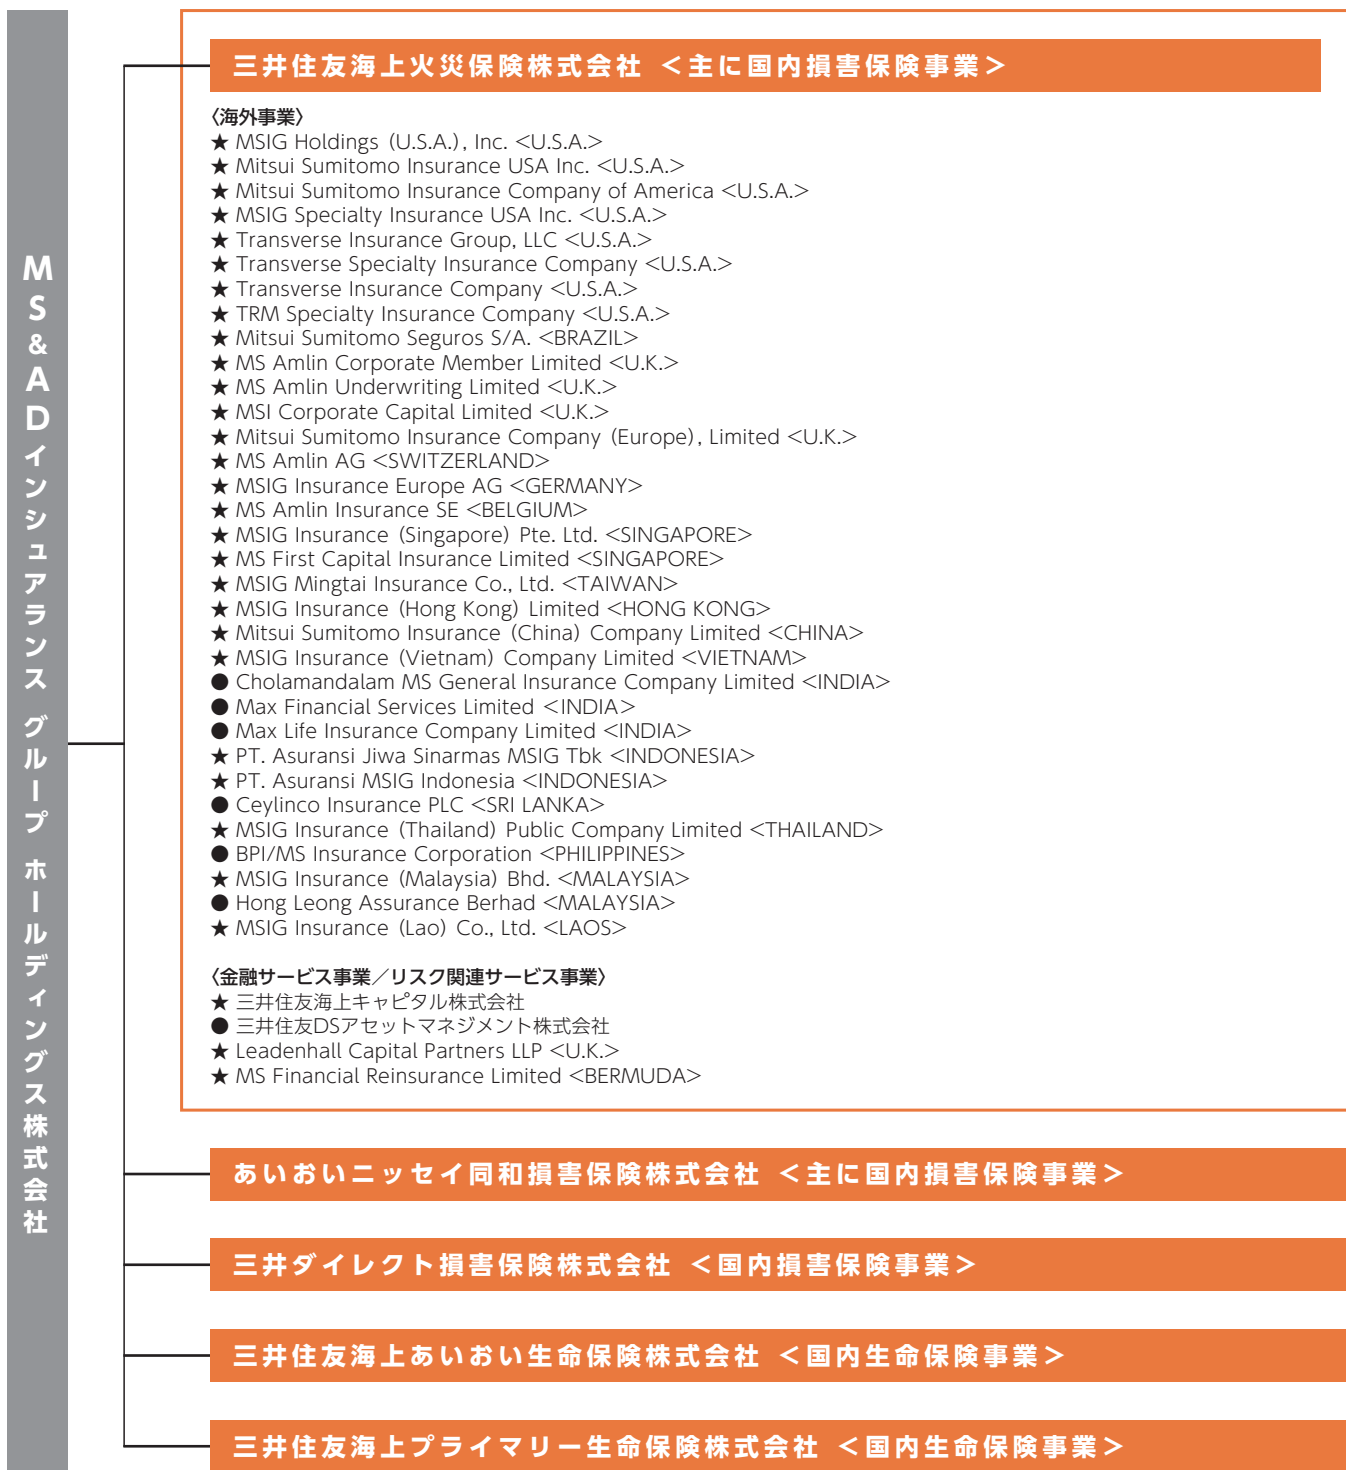 MS&ADインシュアランス グループ ホールディングス株式会社
三井住友海上火災保険株式会社 <主に国内損害保険事業>
〈海外事業〉
★ MSIG Holdings (U.S.A.), Inc. <U.S.A.>
★ Mitsui Sumitomo Insurance USA Inc. <U.S.A.>
★ Mitsui Sumitomo Insurance Company of America <U.S.A.>
★ MSIG Specialty Insurance USA Inc. <U.S.A.>
★ Transverse Insurance Group, LLC <U.S.A.>
★ Transverse Specialty Insurance Company <U.S.A.>
★ Transverse Insurance Company <U.S.A.>
★ TRM Specialty Insurance Company <U.S.A.>
★ Mitsui Sumitomo Seguros S/A. <BRAZIL>
★ MS Amlin Corporate Member Limited <U.K.>
★ MS Amlin Underwriting Limited <U.K.>
★ MSI Corporate Capital Limited <U.K.>
★ Mitsui Sumitomo Insurance Company (Europe), Limited <U.K.>
★ MS Amlin AG <SWITZERLAND>
★ MSIG Insurance Europe AG <GERMANY>
★ MS Amlin Insurance SE <BELGIUM>
★ MSIG Insurance (Singapore) Pte. Ltd. <SINGAPORE>
★ MS First Capital Insurance Limited <SINGAPORE>
★ MSIG Mingtai Insurance Co., Ltd. <TAIWAN>
★ MSIG Insurance (Hong Kong) Limited <HONG KONG>
★ Mitsui Sumitomo Insurance (China) Company Limited <CHINA>
★ MSIG Insurance (Vietnam) Company Limited <VIETNAM>
● Cholamandalam MS General Insurance Company Limited <INDIA>
● Max Financial Services Limited <INDIA>
● Max Life Insurance Company Limited <INDIA>
★ PT. Asuransi Jiwa Sinarmas MSIG Tbk <INDONESIA>
★ PT. Asuransi MSIG Indonesia <INDONESIA>
● Ceylinco Insurance PLC <SRI LANKA>
★ MSIG Insurance (Thailand) Public Company Limited <THAILAND>
● BPI/MS Insurance Corporation <PHILIPPINES>
★ MSIG Insurance (Malaysia) Bhd. <MALAYSIA>
● Hong Leong Assurance Berhad <MALAYSIA>
★ MSIG Insurance (Lao) Co., Ltd. <LAOS>
〈金融サービス事業／リスク関連サービス事業〉
★ 三井住友海上キャピタル株式会社
● 三井住友DSアセットマネジメント株式会社
★ Leadenhall Capital Partners LLP <U.K.>
★ MS Financial Reinsurance Limited <BERMUDA>
あいおいニッセイ同和損害保険株式会社 <主に国内損害保険事業>
三井ダイレクト損害保険株式会社 <国内損害保険事業>
三井住友海上あいおい生命保険株式会社 <国内生命保険事業>
三井住友海上プライマリー生命保険株式会社 <国内生命保険事業>